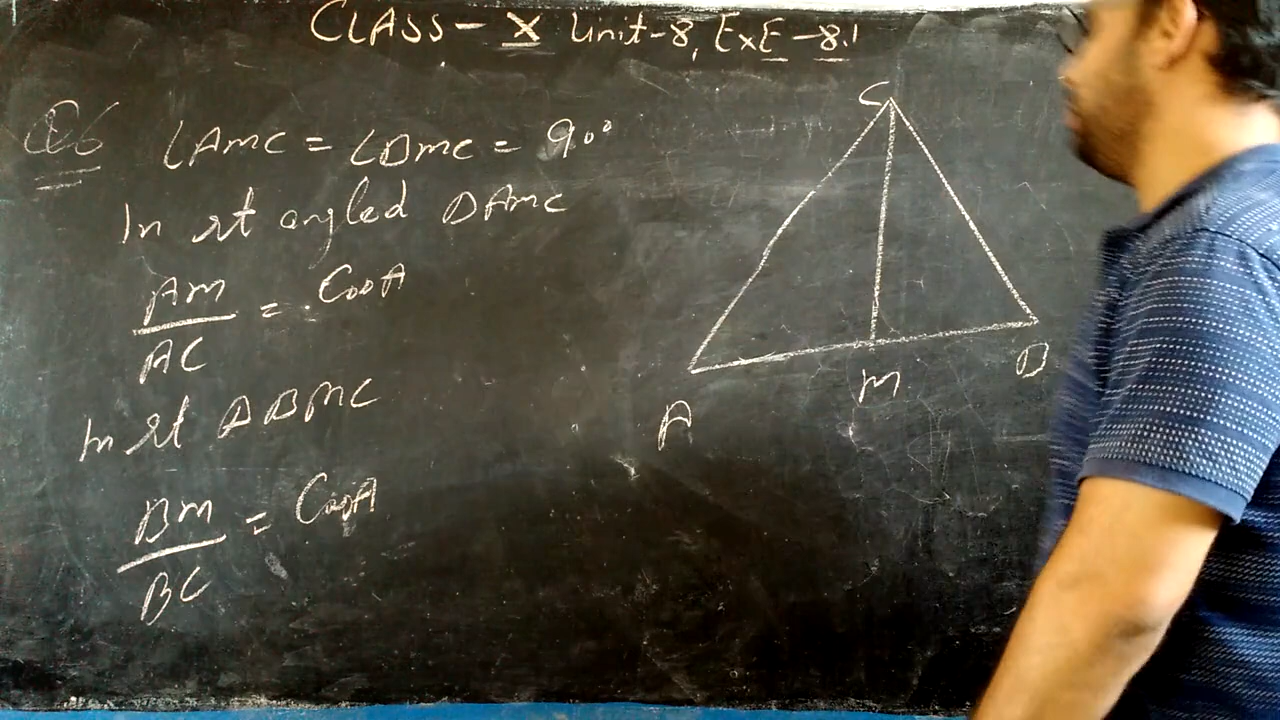 CLASS - X Unit-8, ExE-8.1
Q6 ∠AMC = ∠BMC = 90°
In rt angled ΔAMC
AM
AC
= CosA
In rt ΔBMC
BM
BC
= CosA
C
A
M
B